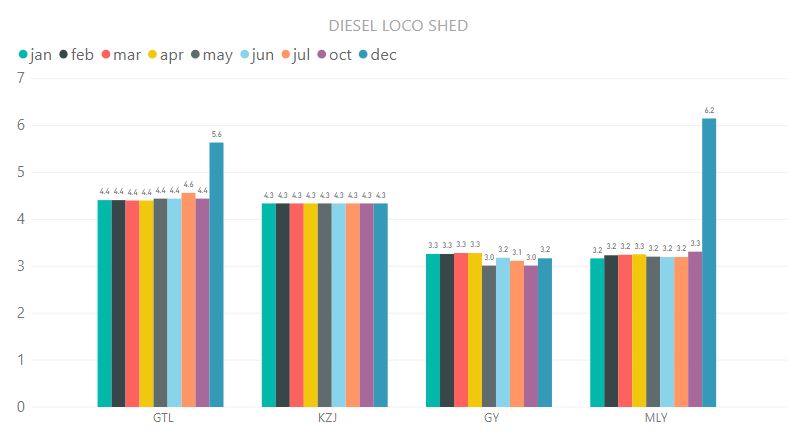 DIESEL LOCO SHED
jan feb mar apr may jun jul oct dec
7
6
5
4
3
2
1
0
4.4 4.4 4.4 4.4 4.4 4.4 4.6 4.4 5.6
4.3 4.3 4.3 4.3 4.3 4.3 4.3 4.3 4.3
3.3 3.3 3.3 3.3 3.0 3.2 3.1 3.0 3.2
3.2 3.2 3.2 3.3 3.2 3.2 3.2 3.3 6.2
GTL KZJ GY MLY